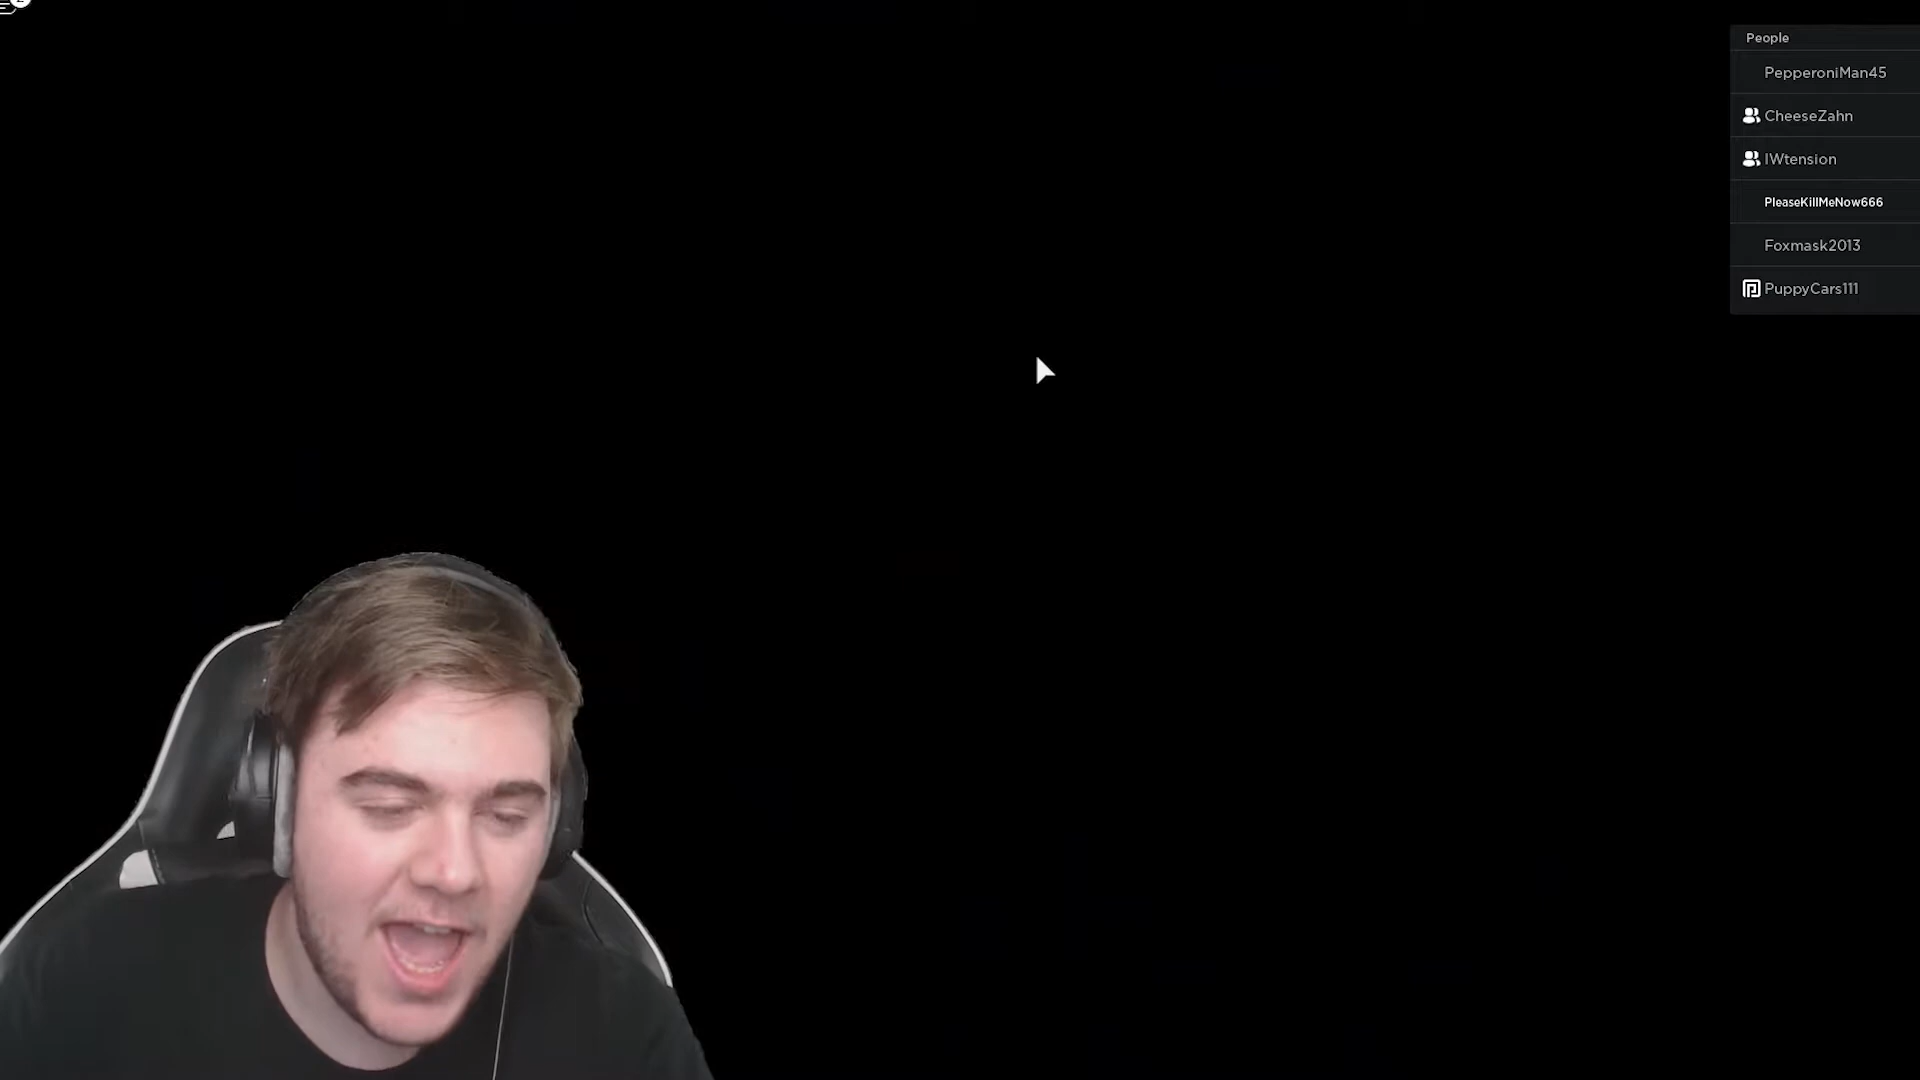 People
PepperoniMan45
CheeseZahn
IWtension
PleaseKillMeNow666
Foxmask2013
PuppyCars111